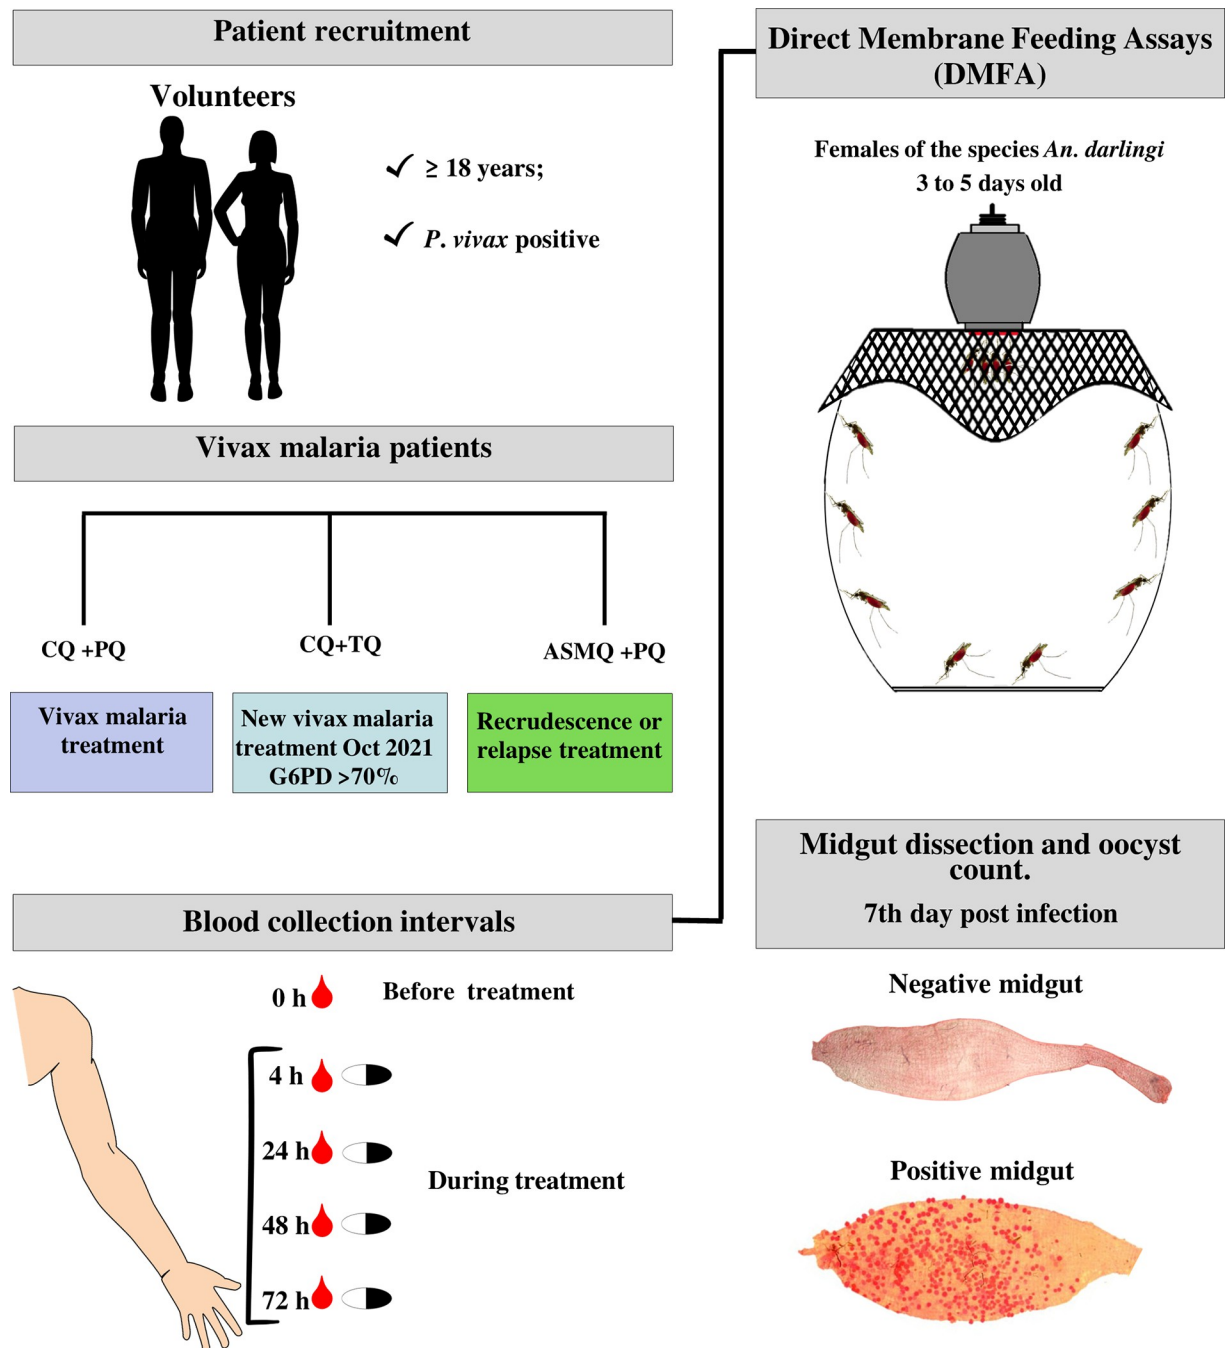 Patient recruitment
Volunteers
≥ 18 years;
P. vivax positive
Vivax malaria patients
CQ +PQ
CQ+TQ
ASMQ +PQ
Vivax malaria
treatment
New vivax malaria
treatment Oct 2021
G6PD >70%
Recrudescence or
relapse treatment
Blood collection intervals
0 h
Before treatment
4 h
24 h
48 h
72 h
During treatment
Direct Membrane Feeding Assays
(DMFA)
Females of the species An. darlingi
3 to 5 days old
Midgut dissection and oocyst
count.
7th day post infection
Negative midgut
Positive midgut